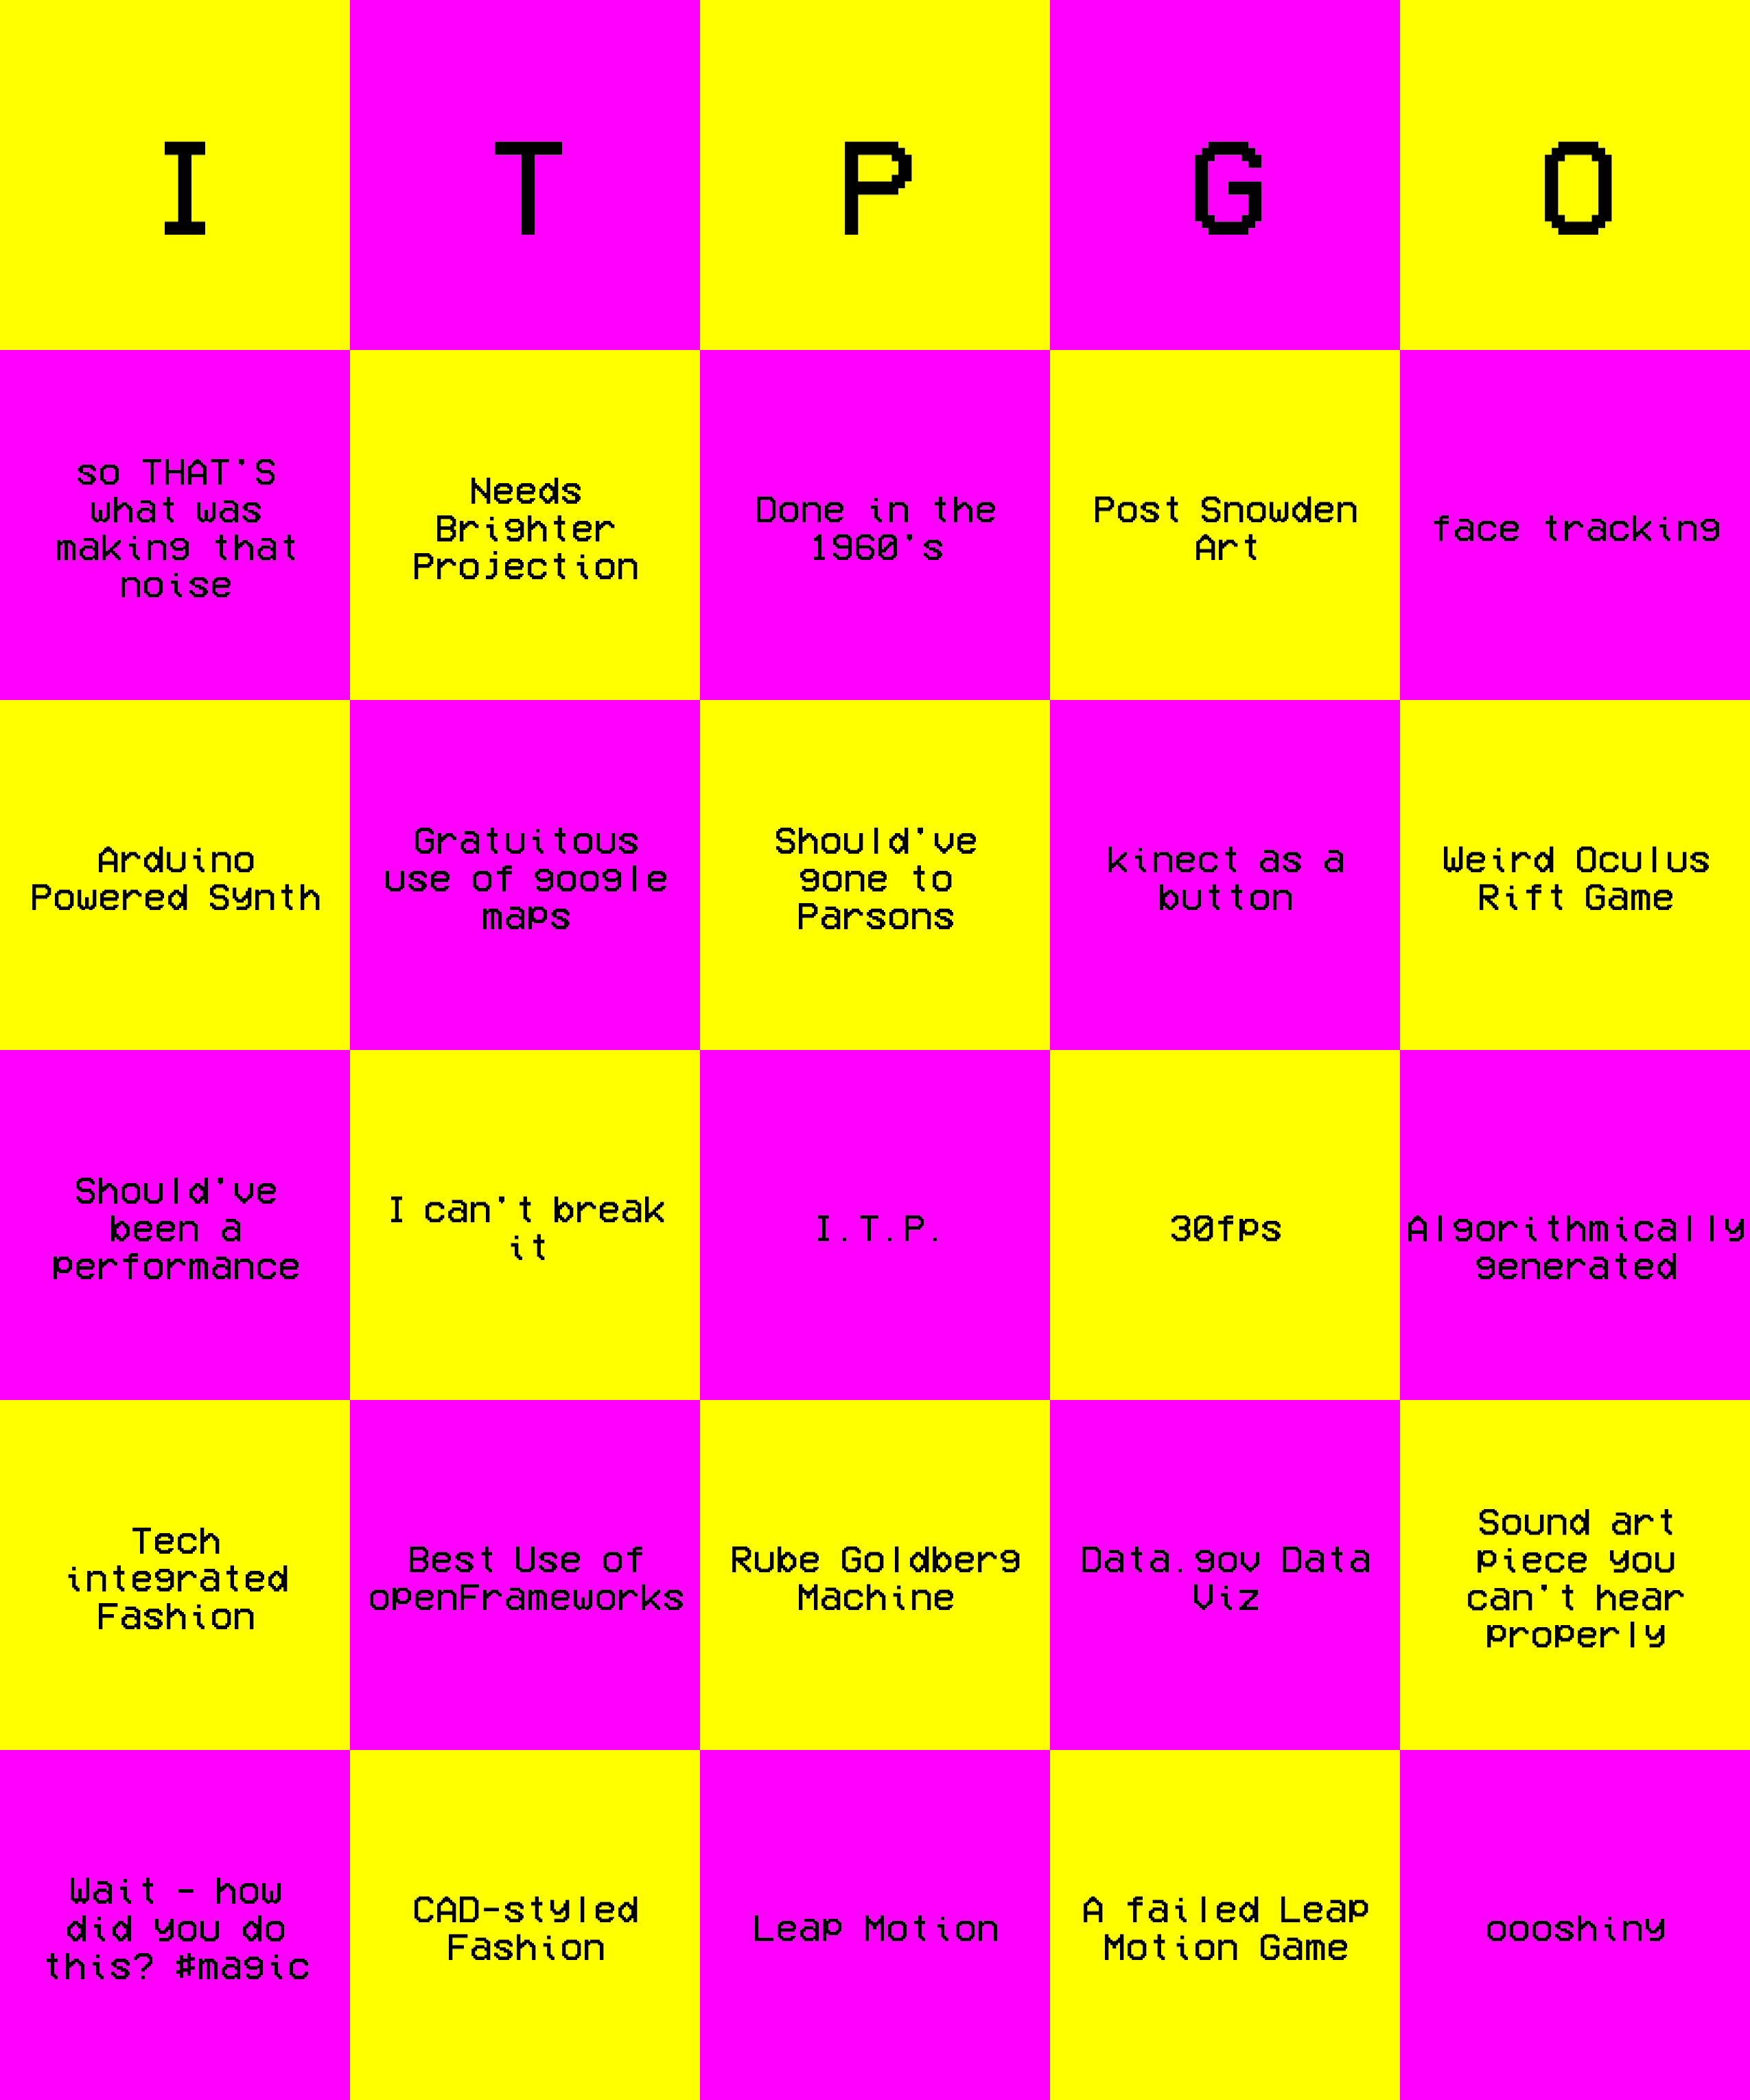 I T P G O
so THAT'S
what was
making that
noise
Needs
Brighter
Projection
Done in the
1960's
Post Snowden
Art
face tracking
Arduino
Powered Synth
Gratuitous
use of google
maps
Should've
gone to
Parsons
kinect as a
button
Weird Oculus
Rift Game
Should've
been a
performance
I can't break
it
I.T.P.
30fps
Algorithmically
generated
Tech
integrated
Fashion
Best Use of
openFrameworks
Rube Goldberg
Machine
Data.gov Data
Viz
Sound art
piece you
can't hear
properly
Wait - how
did you do
this? #magic
CAD-styled
Fashion
Leap Motion
A failed Leap
Motion Game
oooshiny